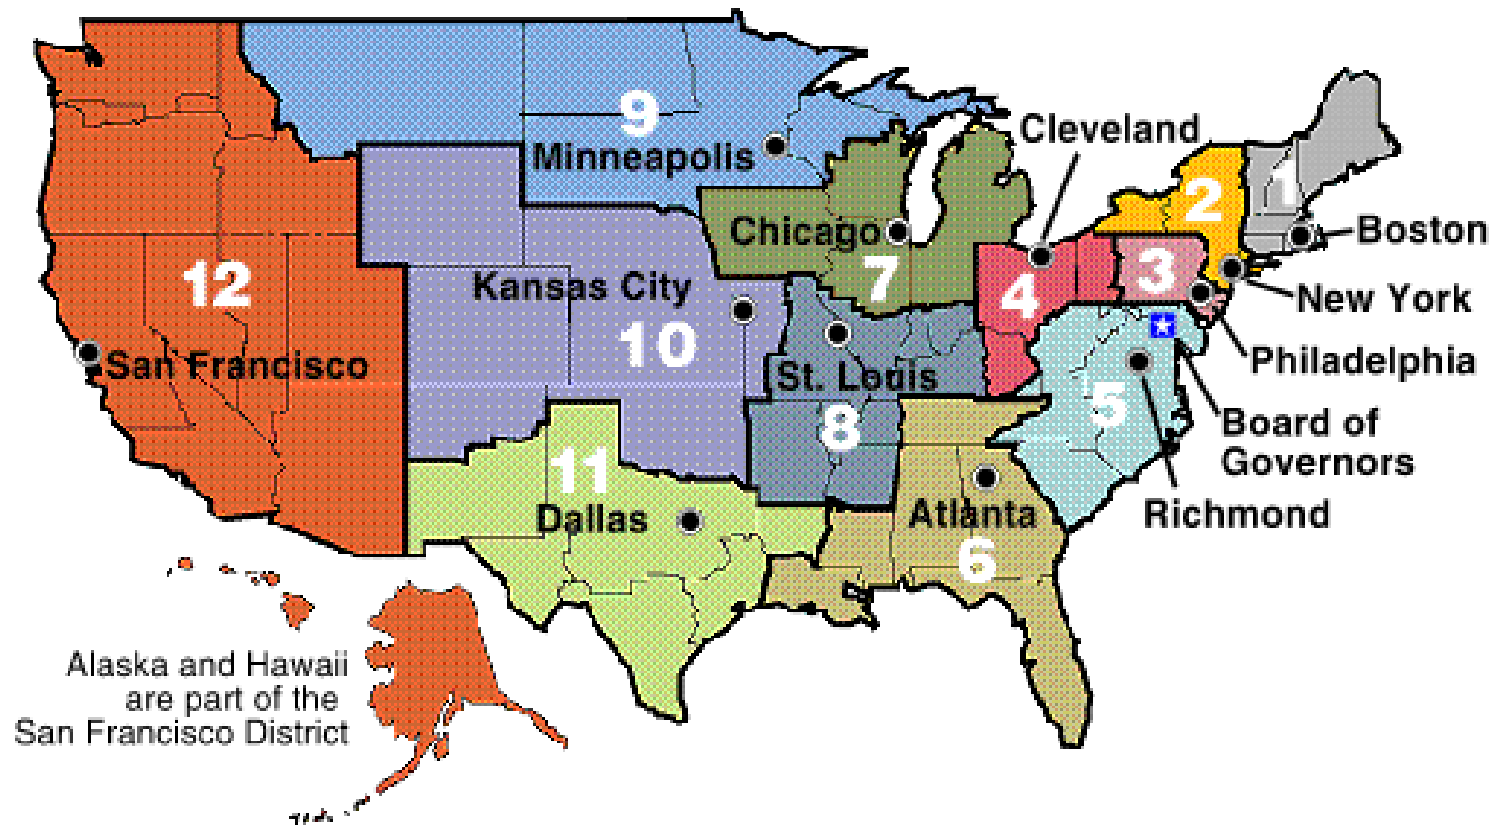 Cleveland
9
Minneapolis
2
1
Chicago
Boston
12
Kansas City
7
4
3
New York
10
San Francisco
St. Louis
Philadelphia
8
5
Board of
Governors
11
Dallas
Atlanta
Richmond
6
Alaska and Hawaii
are part of the
San Francisco District